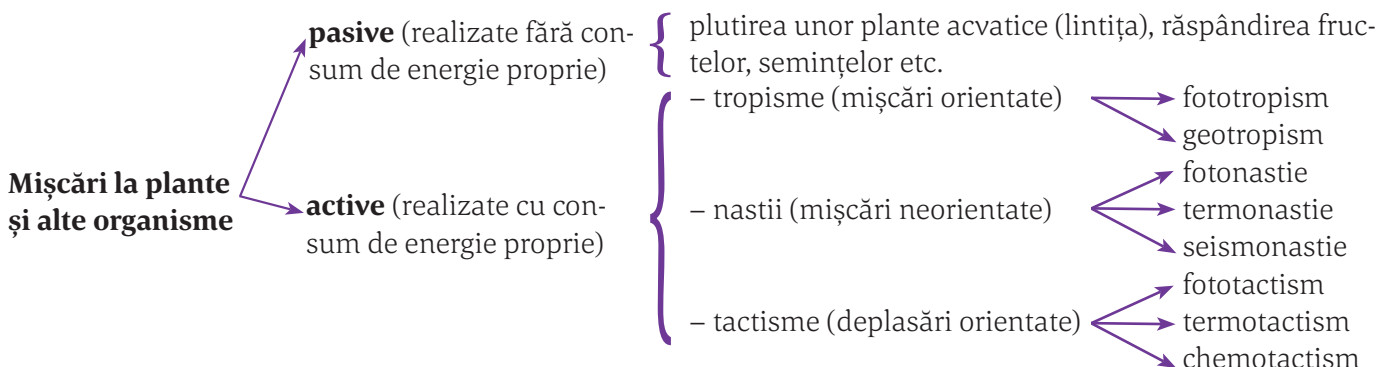 pasive (realizate fără con-
sum de energie proprie)
plutirea unor plante acvatice (lintița), răspândirea fruc-
telor, semințelor etc.
Mișcări la plante
și alte organisme
active (realizate cu con-
sum de energie proprie)
– tropisme (mișcări orientate)
fototropism
geotropism
– nastii (mișcări neorientate)
fotonastie
termonastie
seismonastie
– tactisme (deplasări orientate)
fototactism
termotactism
chemotactism